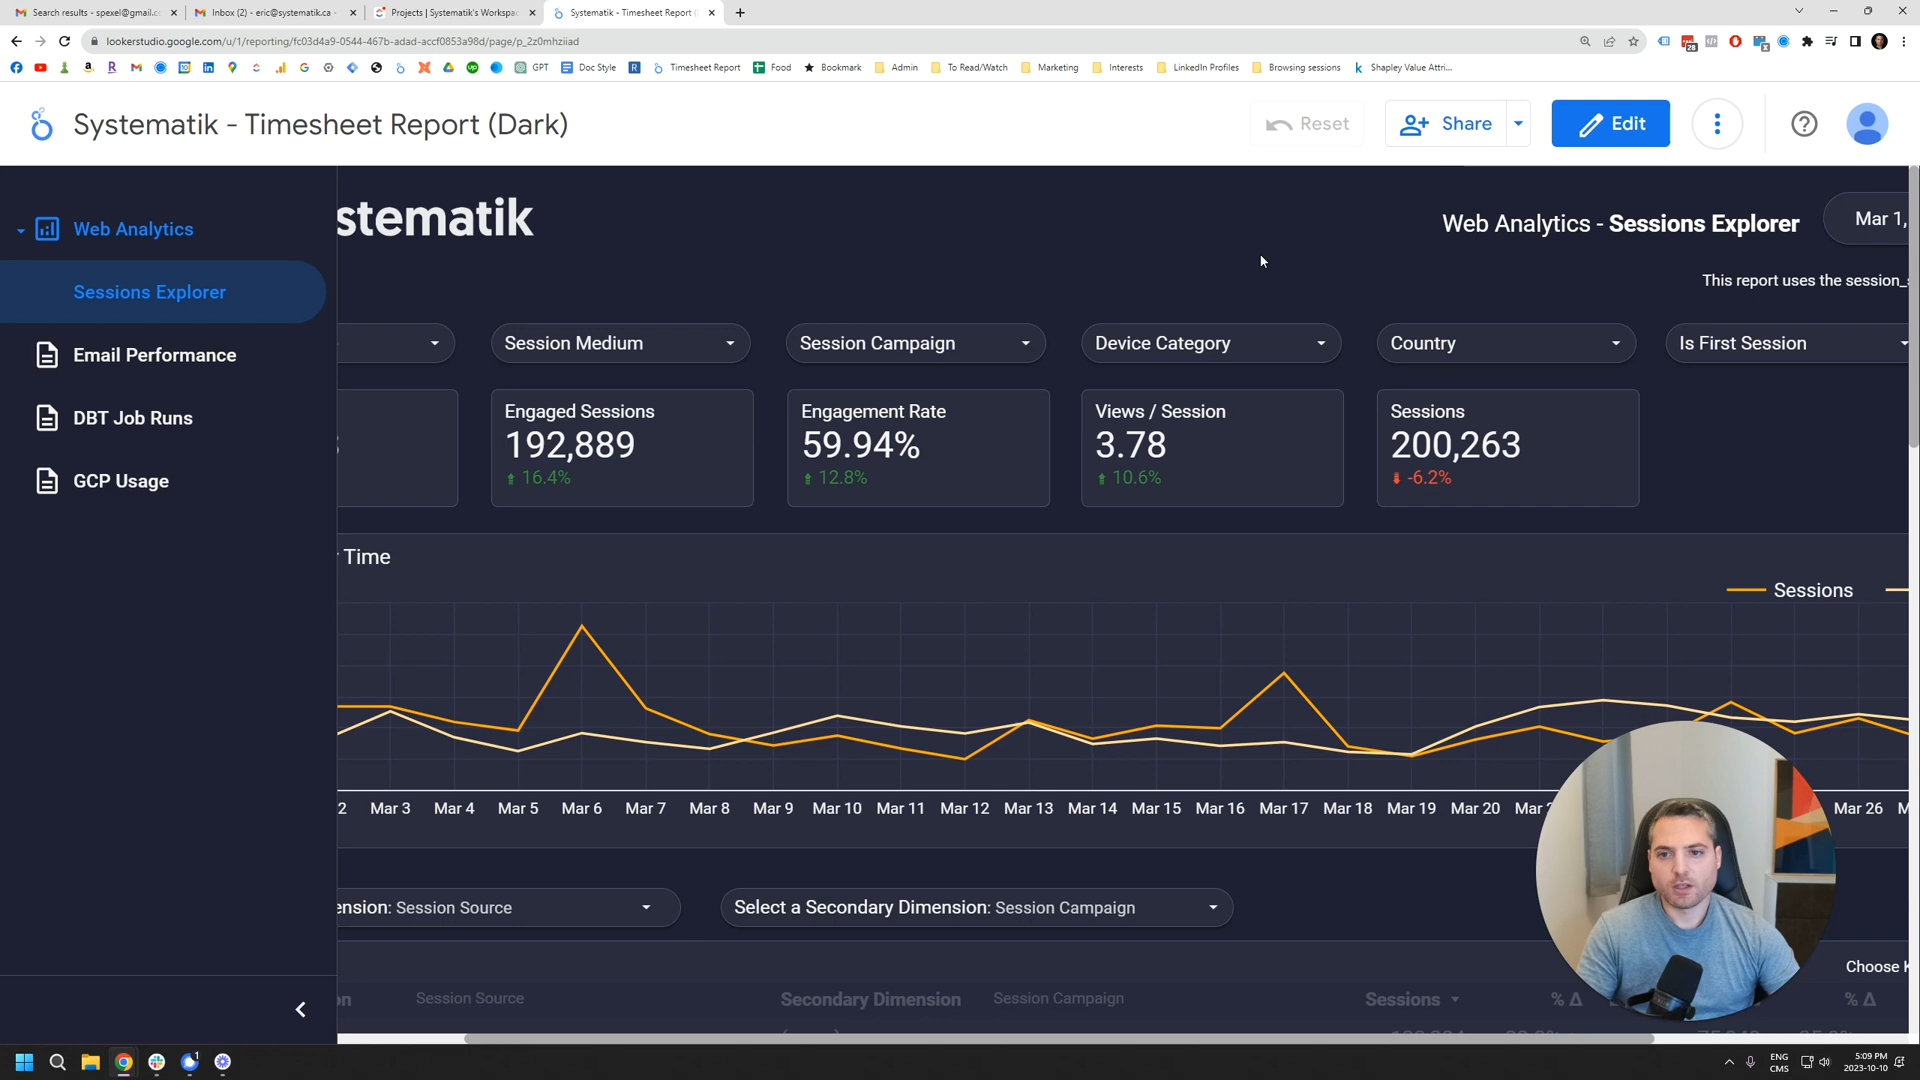 Search results - spexel@gmail.c
Inbox (2) - eric@systematik.ca -
Projects | Systematik's Workspac
Systematik - Timesheet Report (
lookerstudio.google.com/u/1/reporting/fc03d4a9-0544-467b-adad-accf0853a98d/page/p_2z0mhziiad
28
GPT
Doc Style
Timesheet Report
Food
Bookmark
Admin
To Read/Watch
Marketing
Interests
LinkedIn Profiles
Browsing sessions
Shapley Value Attri...
Systematik - Timesheet Report (Dark)
Reset
Share
Edit
Web Analytics
Sessions Explorer
Email Performance
DBT Job Runs
GCP Usage
stematik
Web Analytics - Sessions Explorer
Mar 1,
This report uses the session_
Session Medium
Session Campaign
Device Category
Country
Is First Session
Engaged Sessions
192,889
16.4%
Engagement Rate
59.94%
12.8%
Views / Session
3.78
10.6%
Sessions
200,263
-6.2%
Time
Sessions
2 Mar 3 Mar 4 Mar 5 Mar 6 Mar 7 Mar 8 Mar 9 Mar 10 Mar 11 Mar 12 Mar 13 Mar 14 Mar 15 Mar 16 Mar 17 Mar 18 Mar 19 Mar 20 Mar Mar 26 M
ension: Session Source
Select a Secondary Dimension: Session Campaign
Choose
on Session Source Secondary Dimension Session Campaign Sessions % Δ % Δ
1
ENG
CMS
5:09 PM
2023-10-10